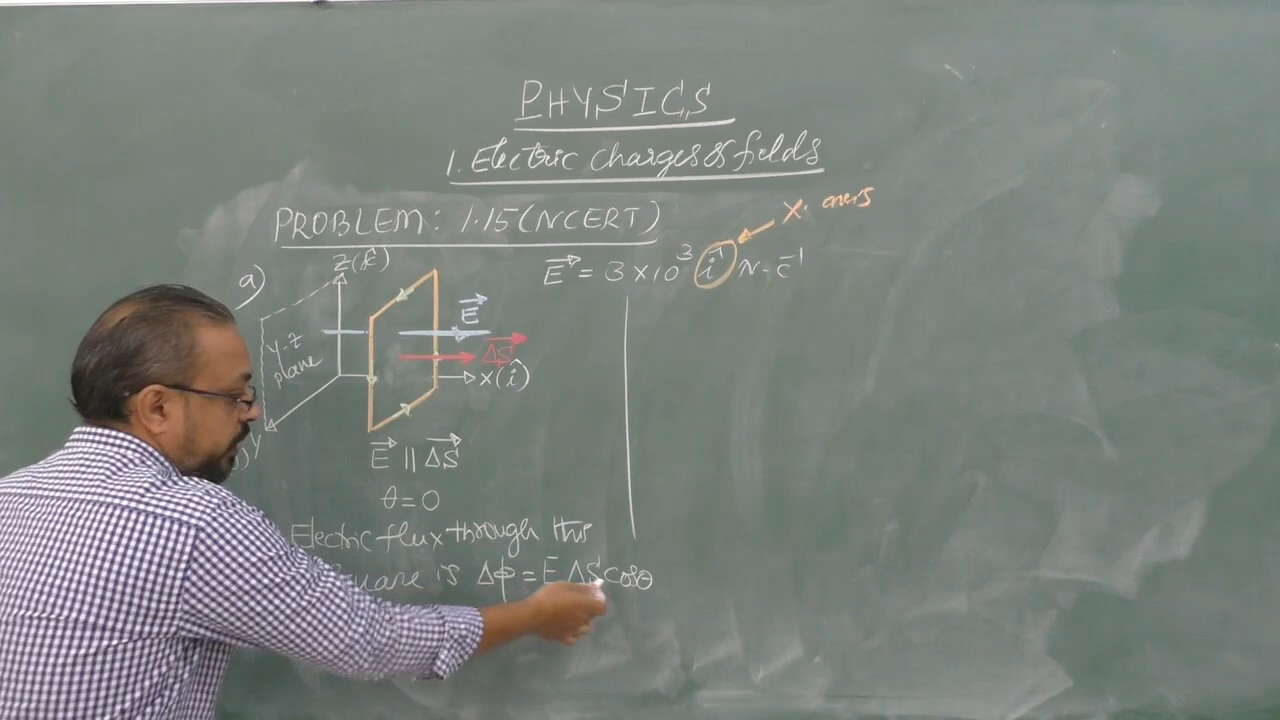 PHYSICS
1. Electric charges & fields
PROBLEM: 1.15 (NCERT)
X-axis
E⃗ = 3 × 10³ î N-C⁻¹
a)
Z(k̂)
y-z
plane
E⃗
ΔS⃗
X(î)
Y
E⃗ || ΔS⃗
θ = 0
Electric flux through this
square is Δϕ = E ΔS cosθ